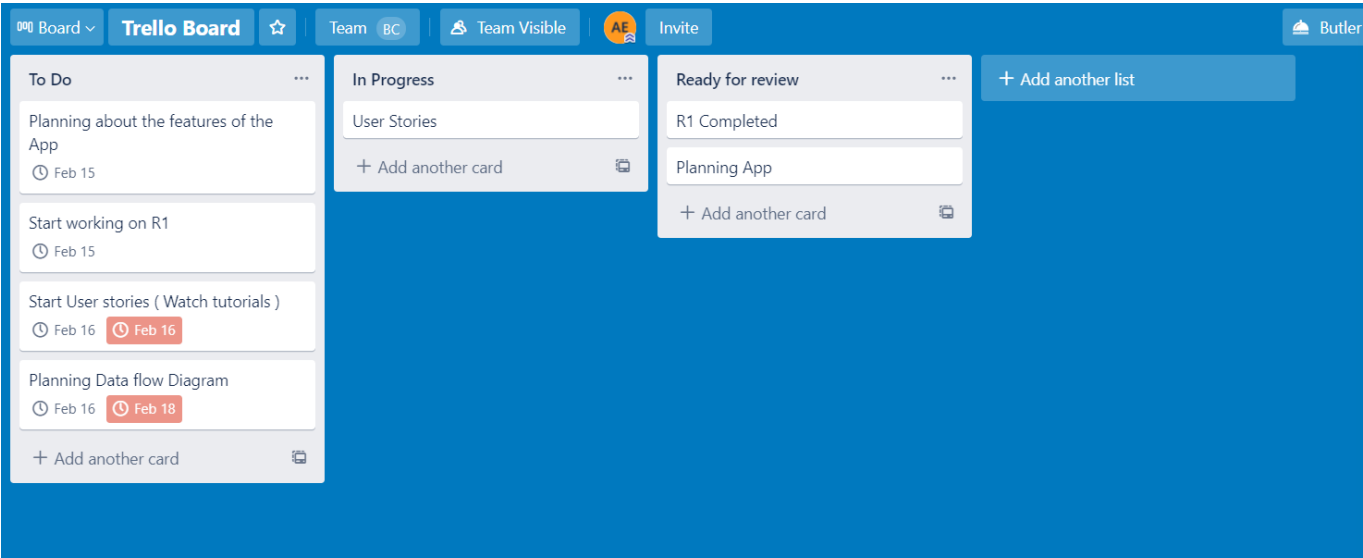 Board
Trello Board
Team BC
Team Visible
AE
Invite
Butler
To Do
Planning about the features of the
App
Feb 15
Start working on R1
Feb 15
Start User stories ( Watch tutorials )
Feb 16 Feb 16
Planning Data flow Diagram
Feb 16 Feb 18
+ Add another card
In Progress
User Stories
+ Add another card
Ready for review
R1 Completed
Planning App
+ Add another card
+ Add another list